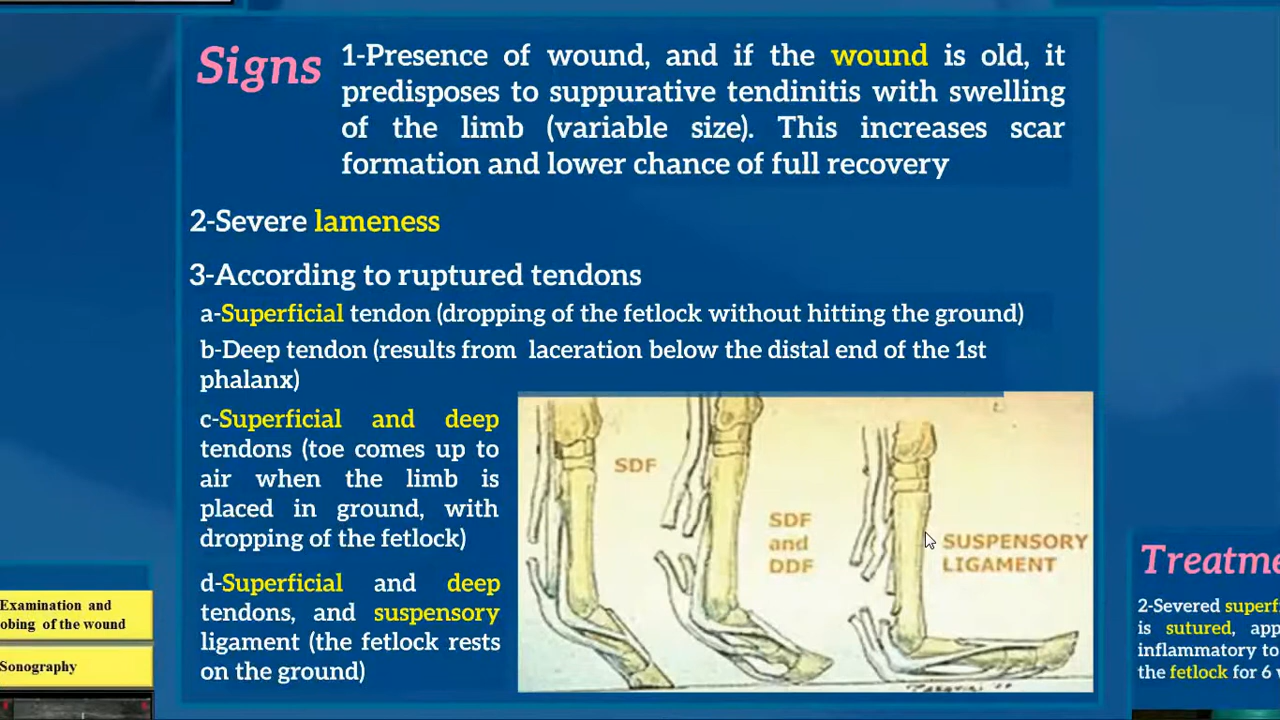 Signs
1-Presence of wound, and if the wound is old, it
predisposes to suppurative tendinitis with swelling
of the limb (variable size). This increases scar
formation and lower chance of full recovery
2-Severe lameness
3-According to ruptured tendons
a-Superficial tendon (dropping of the fetlock without hitting the ground)
b-Deep tendon (results from laceration below the distal end of the 1st
phalanx)
c-Superficial and deep
tendons (toe comes up to
air when the limb is
placed in ground, with
dropping of the fetlock)
d-Superficial and deep
tendons, and suspensory
ligament (the fetlock rests
on the ground)
SDF
SDF
and
DDF
SUSPENSORY
LIGAMENT
Examination and
obing of the wound
Sonography
Treatme
2-Severed superf
is sutured, app
inflammatory to
the fetlock for 6